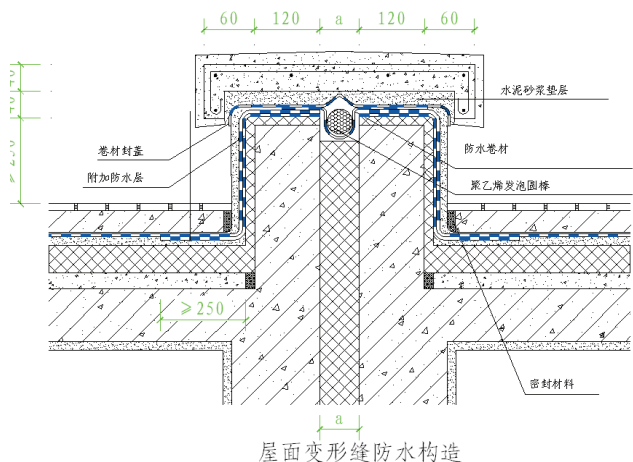 60 120 a 120 60
水泥砂浆垫层
卷材封盖
防水卷材
附加防水层
聚乙烯发泡圆棒
≥250
≥250
密封材料
a
屋面变形缝防水构造